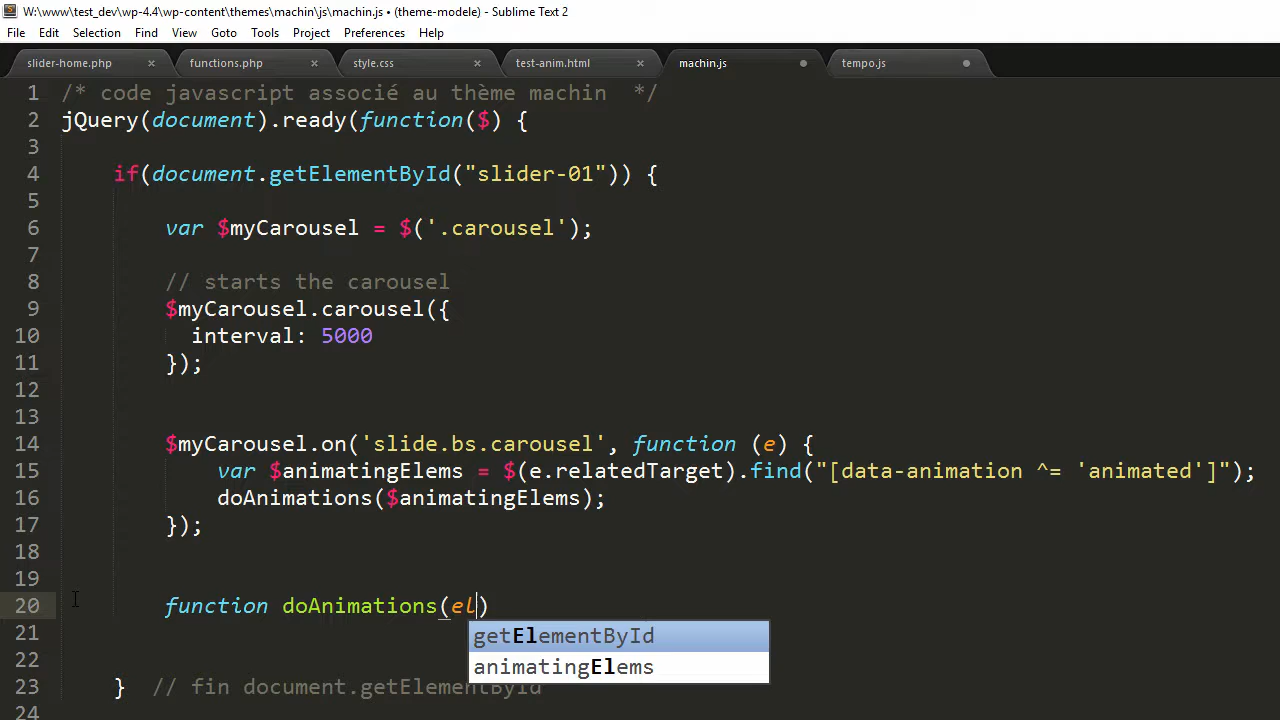 W:\www\test_dev\wp-4.4\wp-content\themes\machin\js\machin.js • (theme-modele) - Sublime Text 2
File Edit Selection Find View Goto Tools Project Preferences Help
slider-home.php × functions.php × style.css × test-anim.html × machin.js tempo.js
1 /* code javascript associé au thème machin */
2 jQuery(document).ready(function($) {
3
4 if(document.getElementById("slider-01")) {
5
6 var $myCarousel = $('.carousel');
7
8 // starts the carousel
9 $myCarousel.carousel({
10 interval: 5000
11 });
12
13
14 $myCarousel.on('slide.bs.carousel', function (e) {
15 var $animatingElems = $(e.relatedTarget).find("[data-animation ^= 'animated']");
16 doAnimations($animatingElems);
17 });
18
19
20 function doAnimations(el)
21 getElementById
22 animatingElems
23 } // fin document.getElementById
24